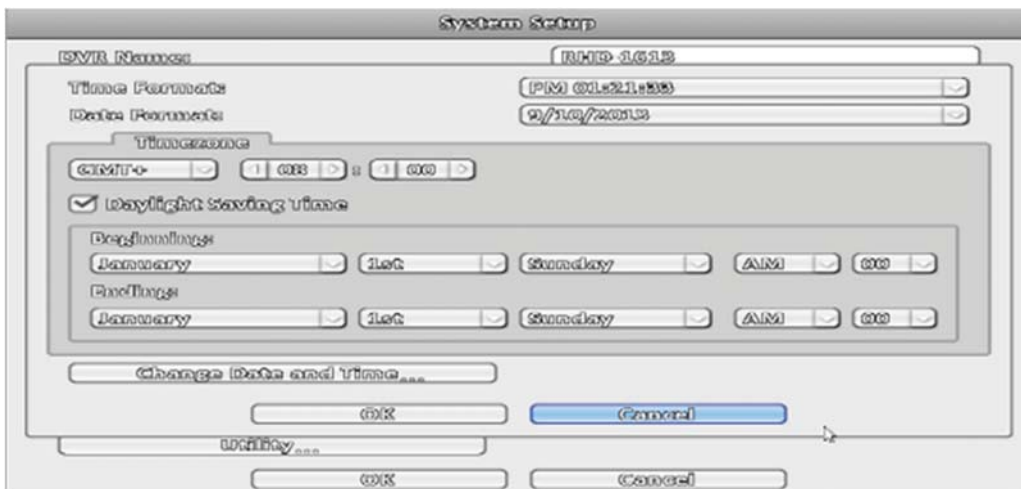 System Setup
DVR Name: RHD-1613
Time Format: PM 01:21:38
Date Format: 9/10/2013
Timezone
GMT+ 08 : 00
Daylight Saving Time
Beginning:
January 1st Sunday AM 00
Ending:
January 1st Sunday AM 00
Change Date and Time...
OK Cancel
Utility...
OK Cancel